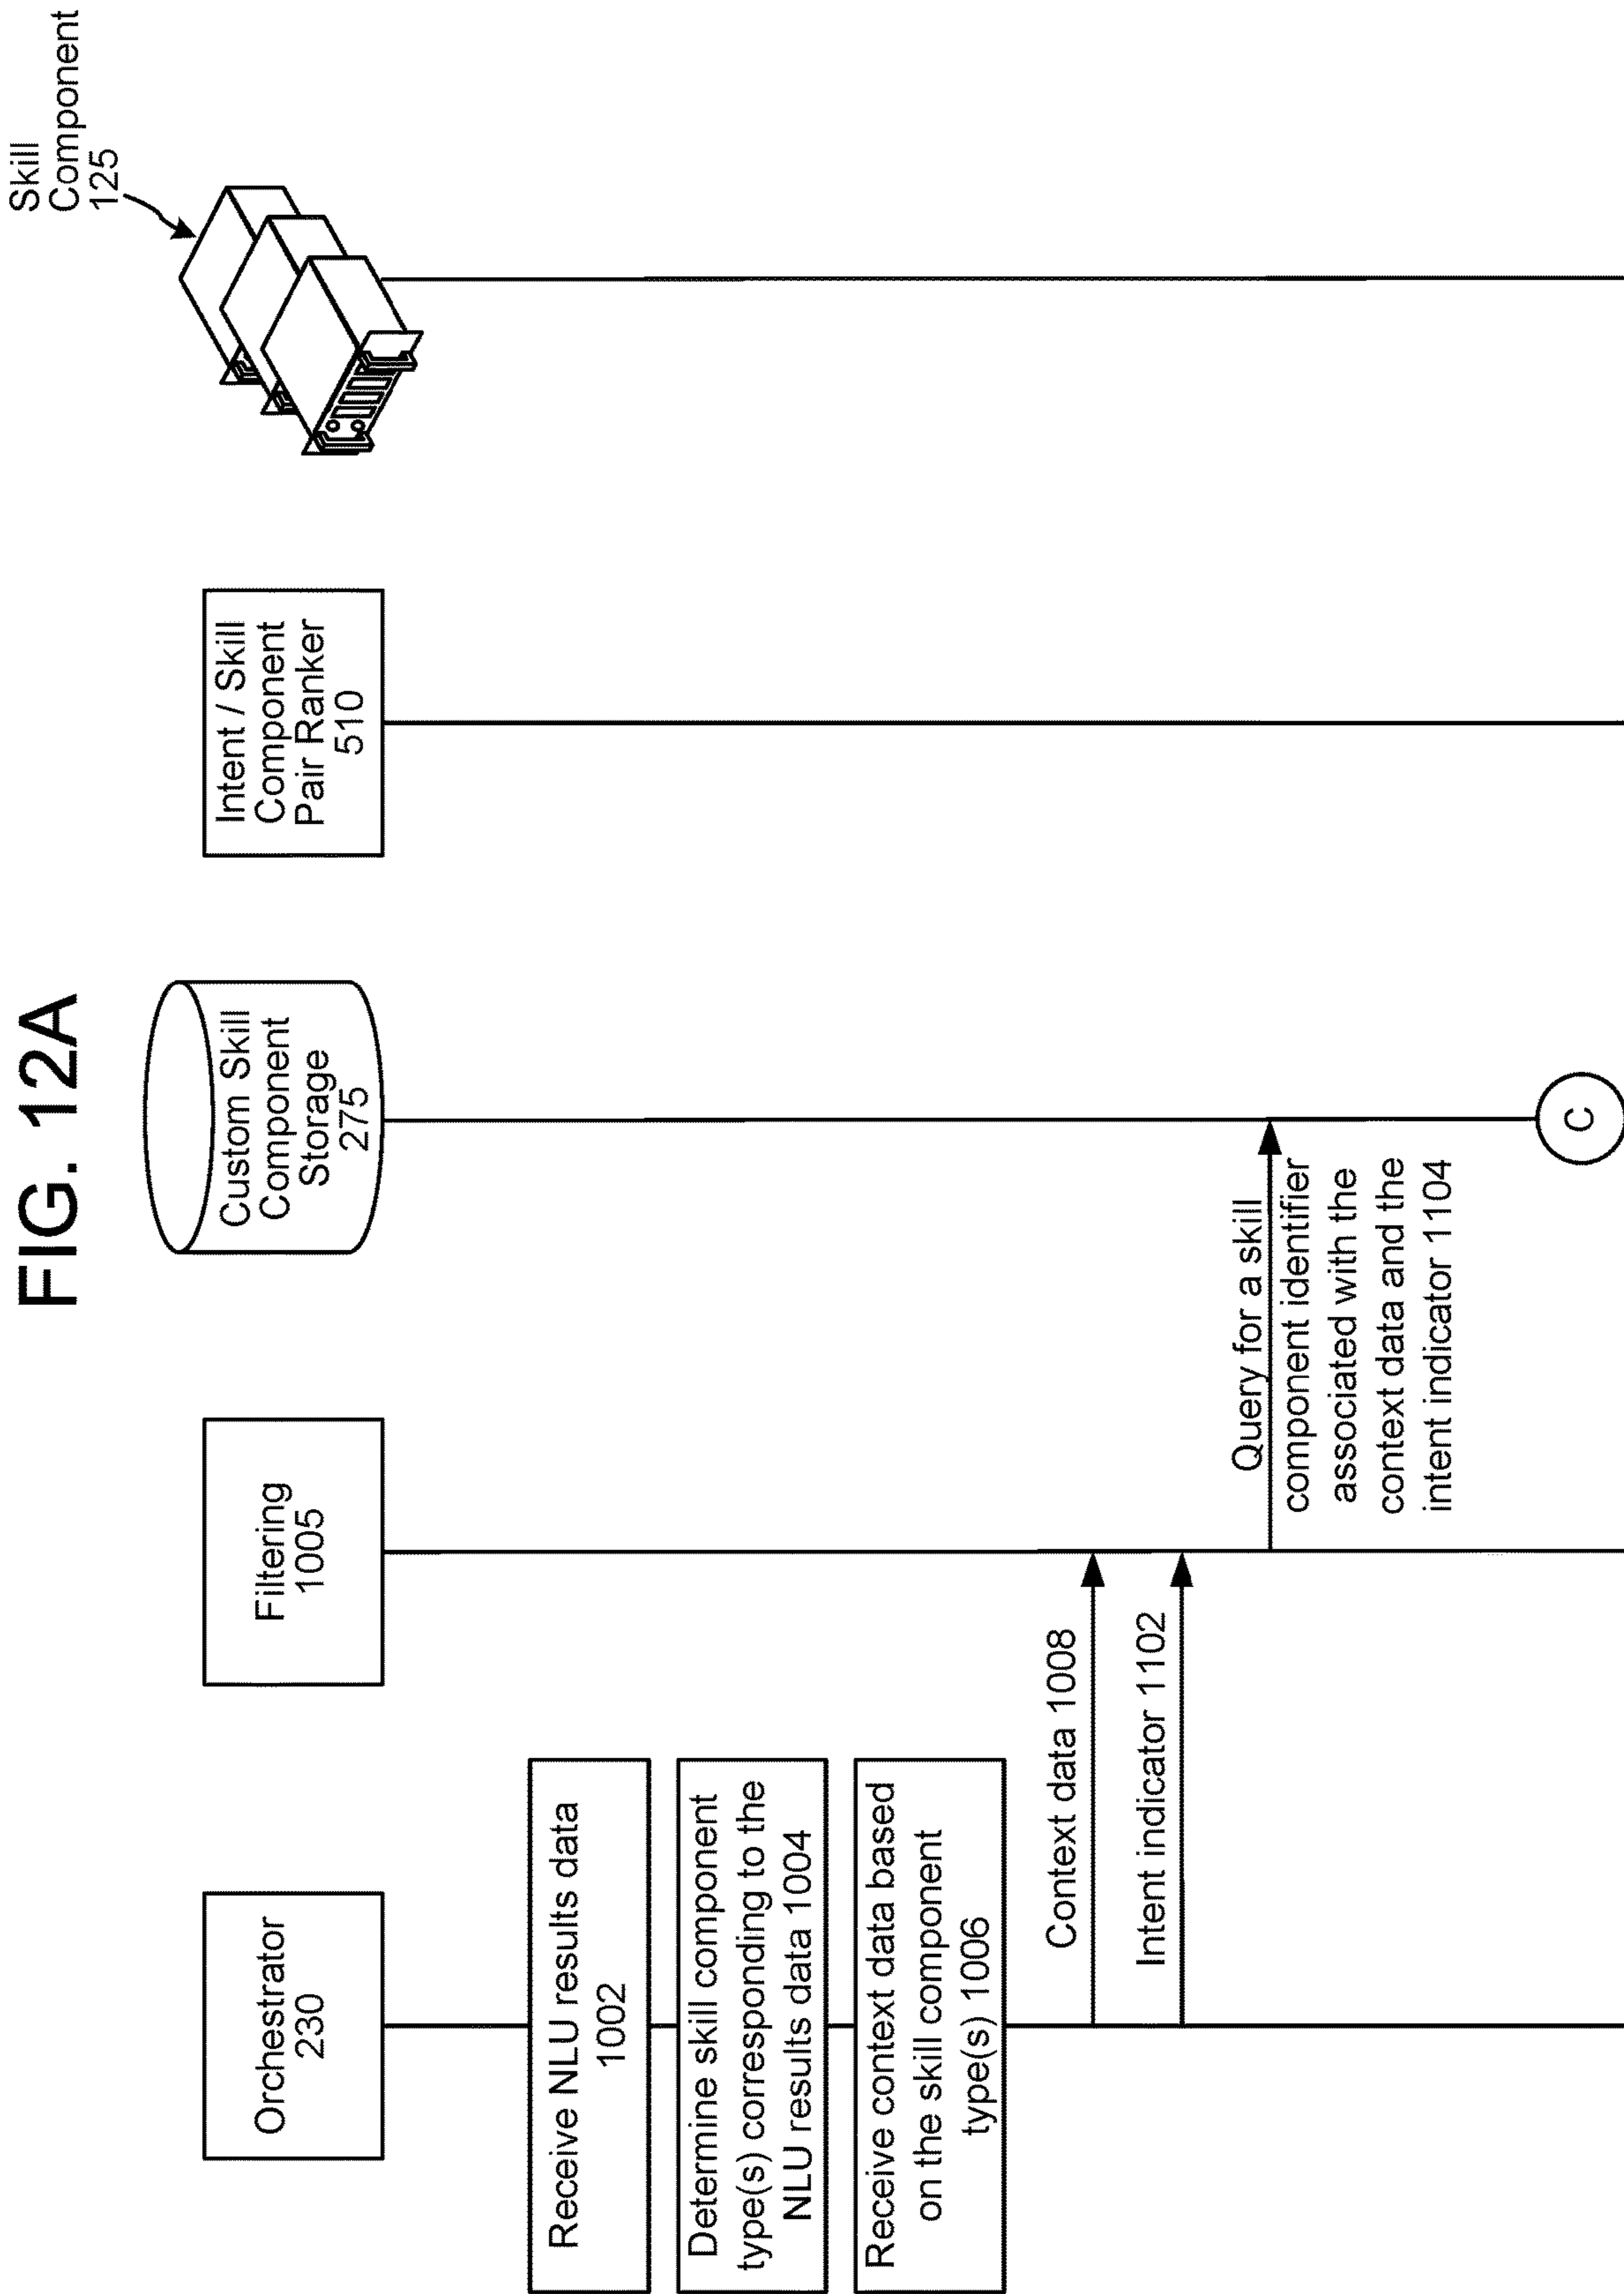 FIG. 12A
Orchestrator
230
Filtering
1005
Custom Skill
Component
Storage
275
Intent / Skill
Component
Pair Ranker
510
Skill
Component
125
Receive NLU results data
1002
Determine skill component
type(s) corresponding to the
NLU results data 1004
Receive context data based
on the skill component
type(s) 1006
Context data 1008
Intent indicator 1102
Query for a skill
component identifier
associated with the
context data and the
intent indicator 1104
C